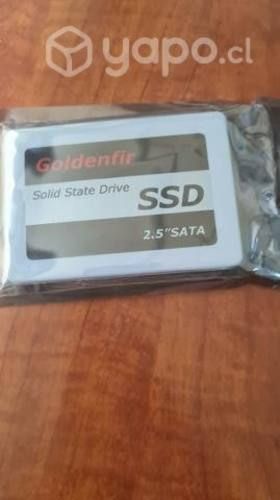 yapo.cl
Goldenfir
Solid State Drive
SSD
2.5"SATA